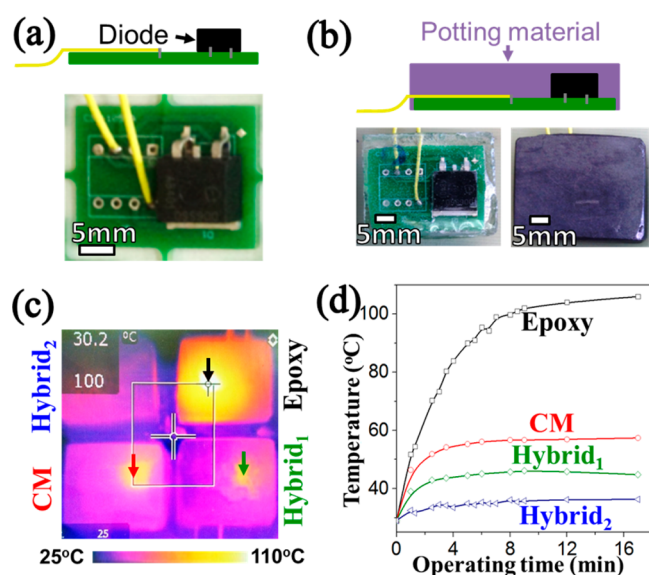 (a)
Diode
5mm
(b)
Potting material
5mm
5mm
(c)
30.2 °C
100
25
Hybrid2
CM
Epoxy
Hybrid1
25°C
110°C
(d)
Temperature (°C)
100
80
60
40
Epoxy
CM
Hybrid1
Hybrid2
0 4 8 12 16
Operating time (min)